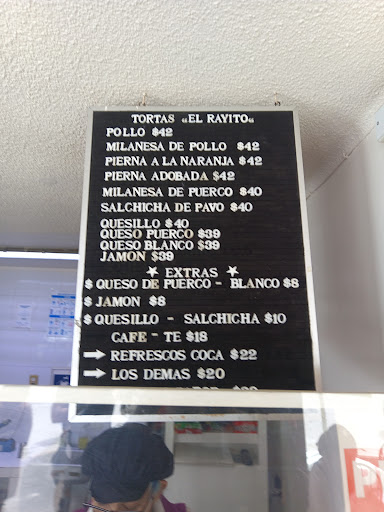 TORTAS "EL RAYITO"
POLLO $42
MILANESA DE POLLO $42
PIERNA A LA NARANJA $42
PIERNA ADOBADA $42
MILANESA DE PUERCO $40
SALCHICHA DE PAVO $40
QUESILLO $40
QUESO PUERCO $39
QUESO BLANCO $39
JAMON $39
★ EXTRAS ★
$ QUESO DE PUERCO - BLANCO $8
$ JAMON $8
$ QUESILLO - SALCHICHA $10
CAFE - TE $18
→ REFRESCOS COCA $22
→ LOS DEMAS $20